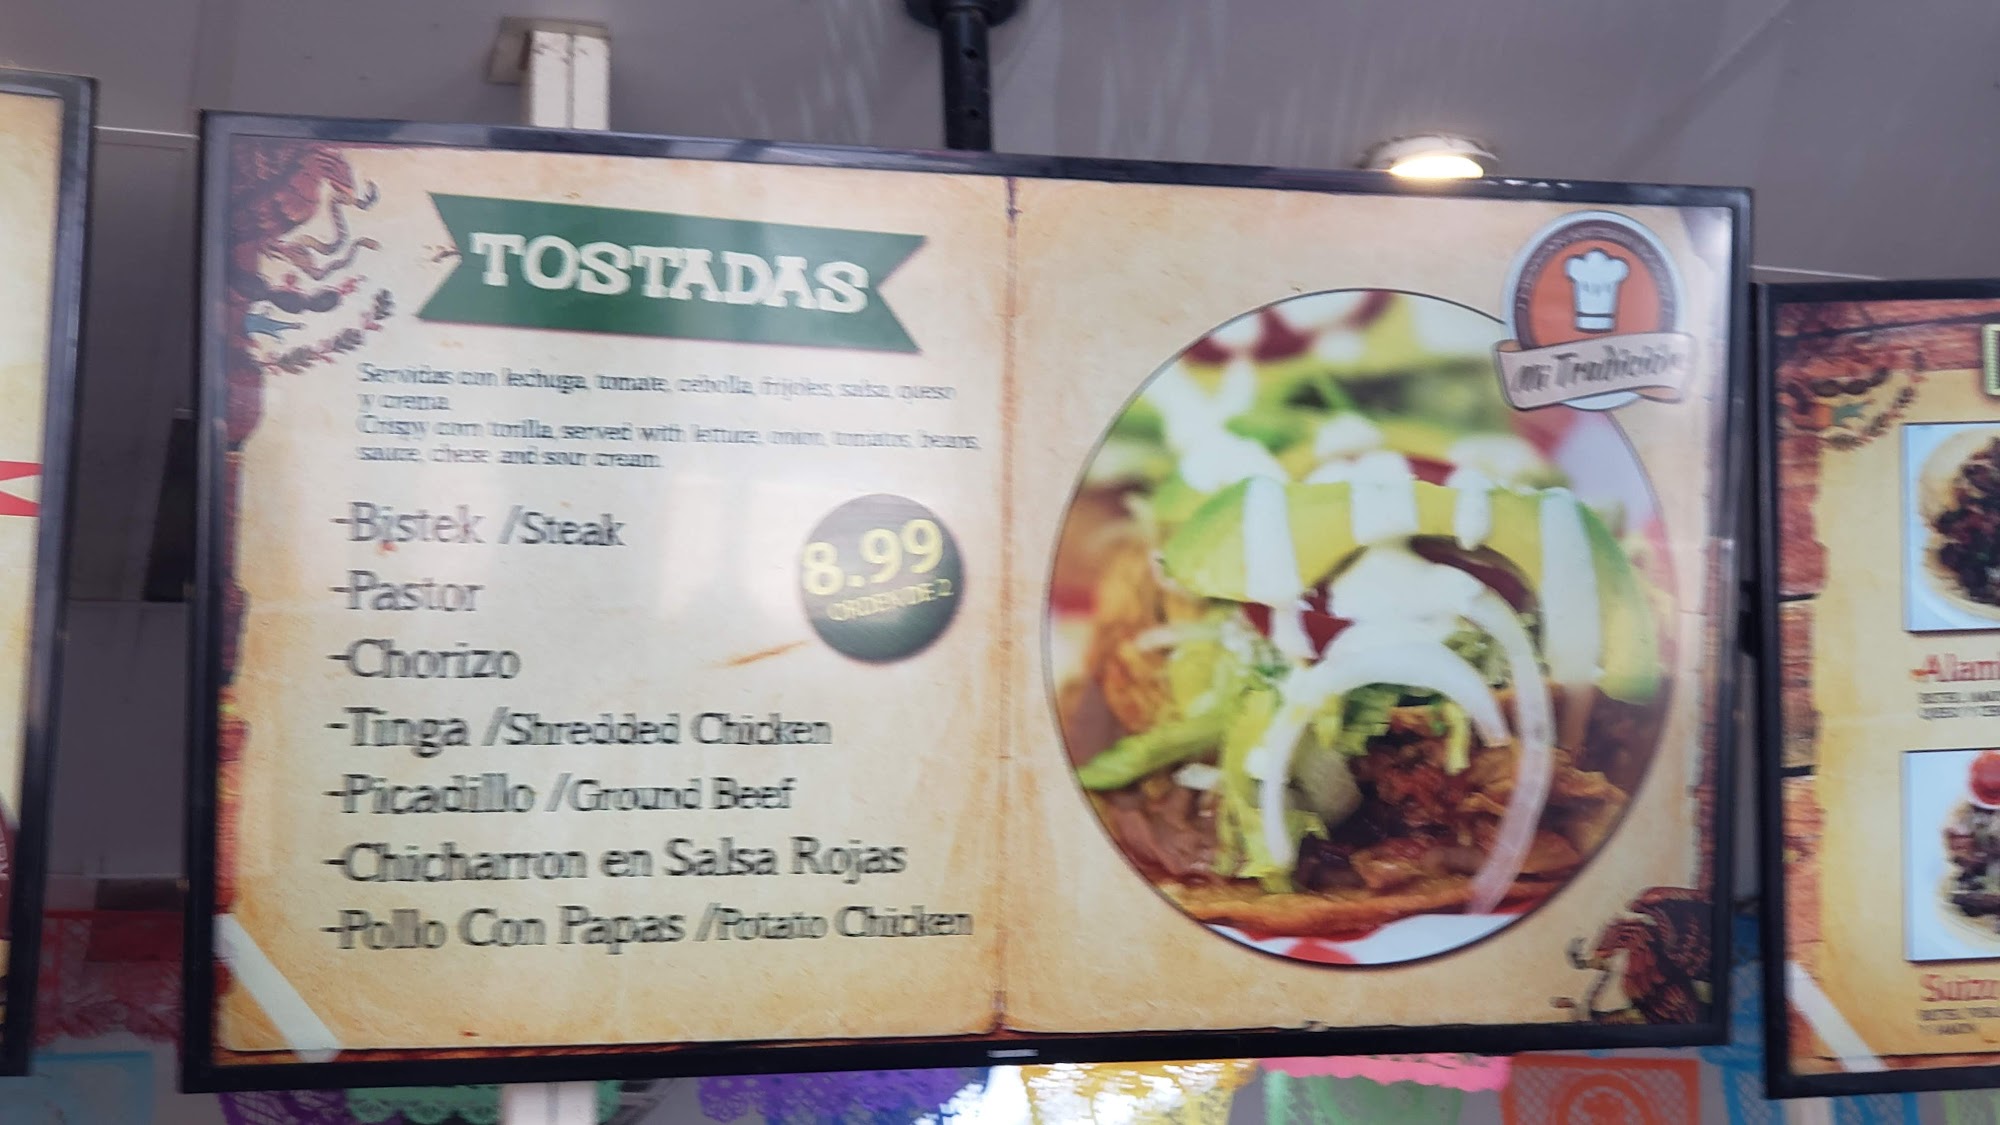 TOSTADAS
Servidas con lechuga, tomate, cebolla, frijoles, salsa, queso
y crema.
Crispy corn torilla, served with lettuce, onion, tomatos, beans,
sauce, chese and sour cream.
-Bistek /Steak
-Pastor
-Chorizo
-Tinga /Shredded Chicken
-Picadillo /Ground Beef
-Chicharron en Salsa Rojas
-Pollo Con Papas /Potato Chicken
8.99
ORDEN DE 2
Mi Tradición